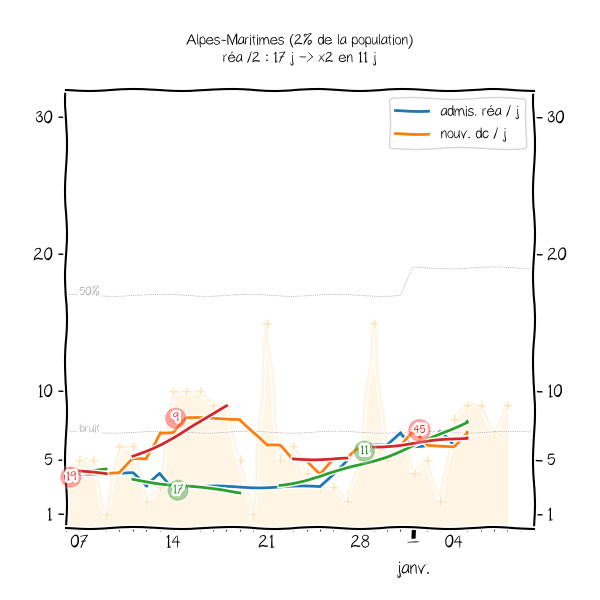 Alpes-Maritimes (2% de la population)
réa /2 : 17 j -> x2 en 11 j
admis. réa / j
nouv. dc / j
30 30
20 20
50%
10 10
bruit
9
45
11
5 5
19
17
1 1
07 14 21 28 04
janv.